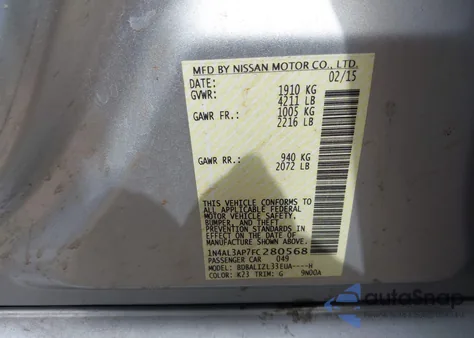 MFD BY NISSAN MOTOR CO., LTD.
DATE: 02/15
GVWR: 1910 KG
4211 LB
GAWR FR.: 1005 KG
2216 LB
GAWR RR.: 940 KG
2072 LB
THIS VEHICLE CONFORMS TO
ALL APPLICABLE FEDERAL
MOTOR VEHICLE SAFETY,
BUMPER, AND THEFT
PREVENTION STANDARDS
IN EFFECT ON THE DATE OF
MANUFACTURE SHOWN ABOVE.
1N4AL3AP7FC280568
PASSENGER CAR 049
MODEL: BDBALIZL33EUA----H
COLOR: K23 TRIM: G 9N00A
autoSnap